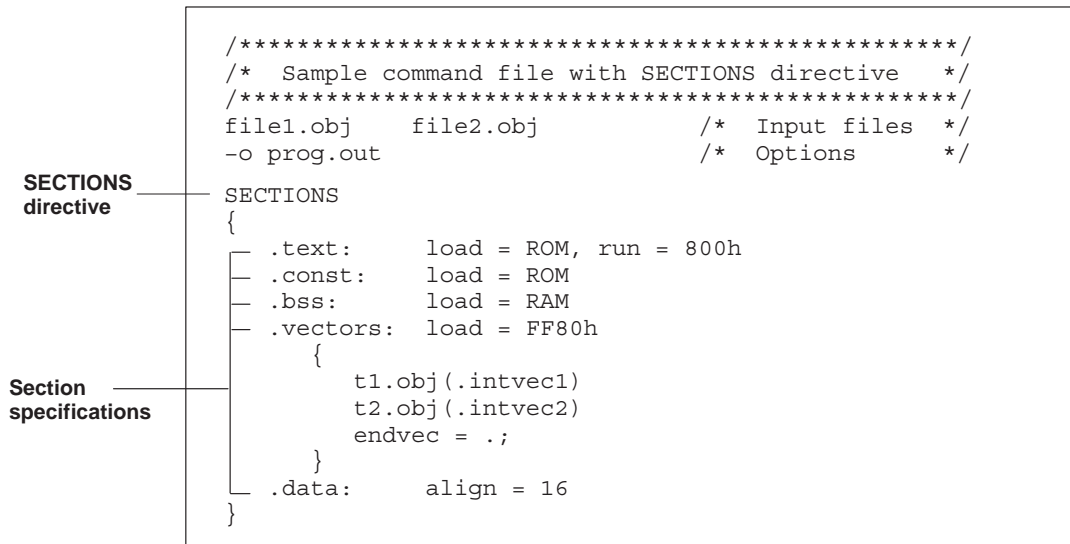 /**************************************************/
/*  Sample command file with SECTIONS directive   */
/**************************************************/
file1.obj    file2.obj           /*  Input files  */
–o prog.out                      /*  Options      */
SECTIONS
directive
SECTIONS
{
.text:     load = ROM, run = 800h
.const:    load = ROM
.bss:      load = RAM
.vectors:  load = FF80h
{
t1.obj(.intvec1)
t2.obj(.intvec2)
endvec = .;
}
.data:     align = 16
}
Section
specifications